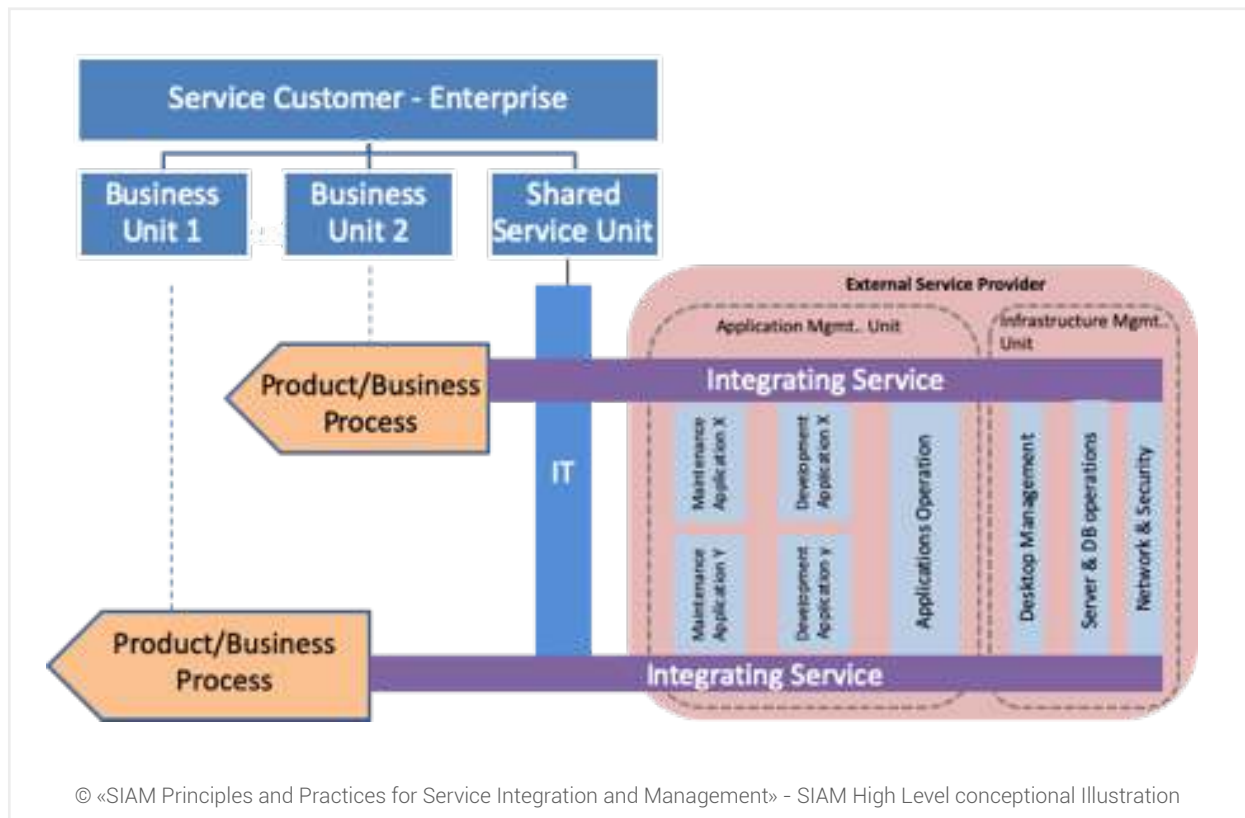 Service Customer - Enterprise
Business
Unit 1
Business
Unit 2
Shared
Service Unit
External Service Provider
Application Mgmt.. Unit
Infrastructure Mgmt..
Unit
Integrating Service
Product/Business
Process
IT
Maintenance
Application X
Development
Application X
Applications Operation
Desktop Management
Server & DB operations
Network & Security
Maintenance
Application Y
Development
Application y
Product/Business
Process
Integrating Service
© «SIAM Principles and Practices for Service Integration and Management» - SIAM High Level conceptional Illustration